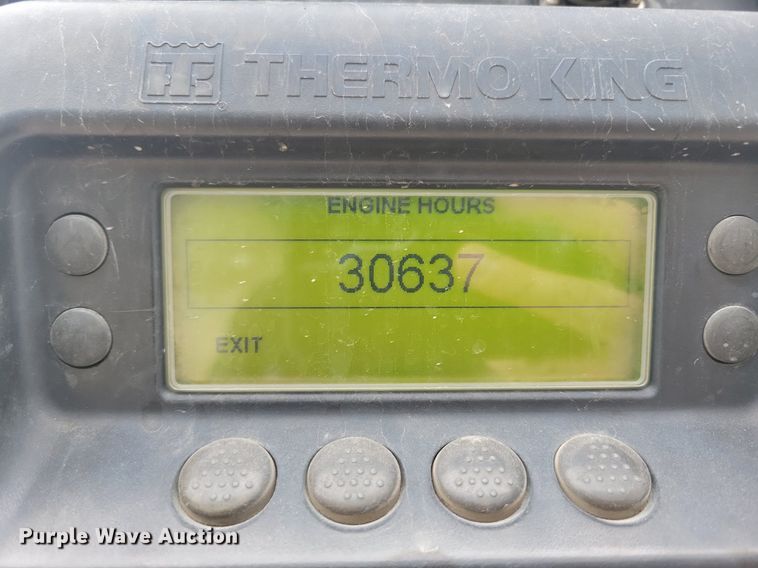 THERMO KING
ENGINE HOURS
30637
EXIT
Purple Wave Auction